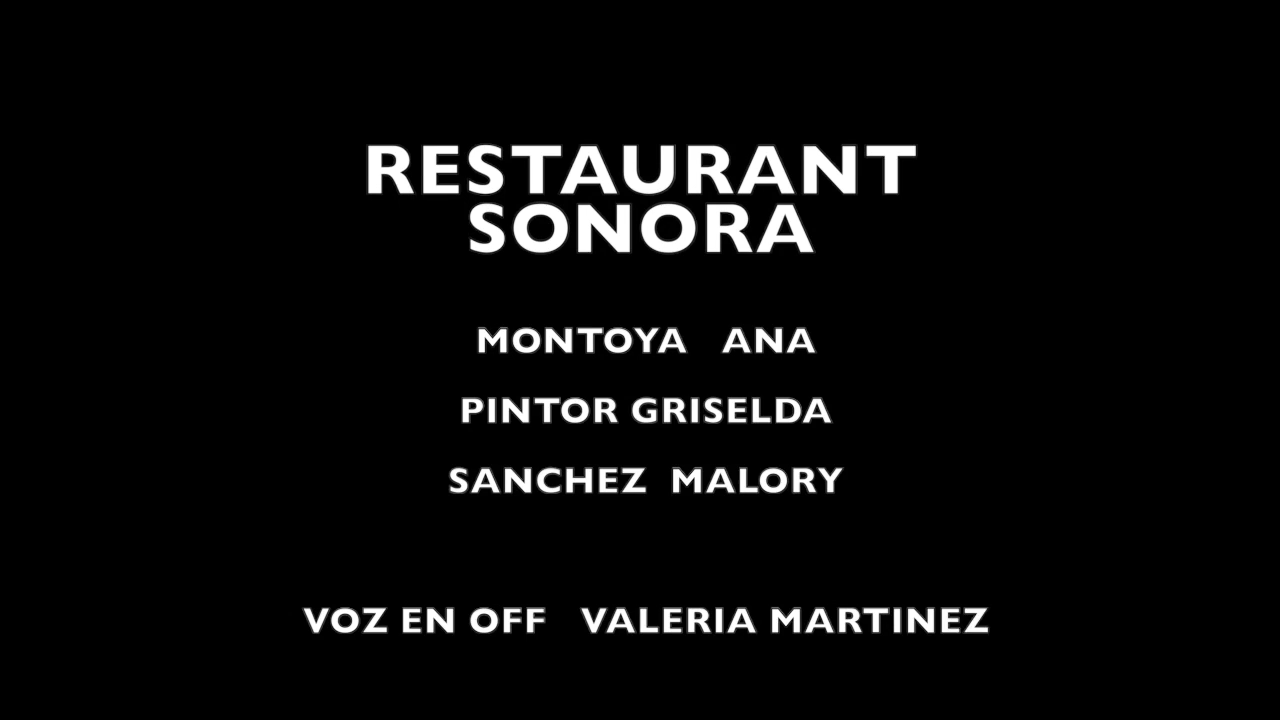 RESTAURANT
SONORA
MONTOYA ANA
PINTOR GRISELDA
SANCHEZ MALORY
VOZ EN OFF VALERIA MARTINEZ